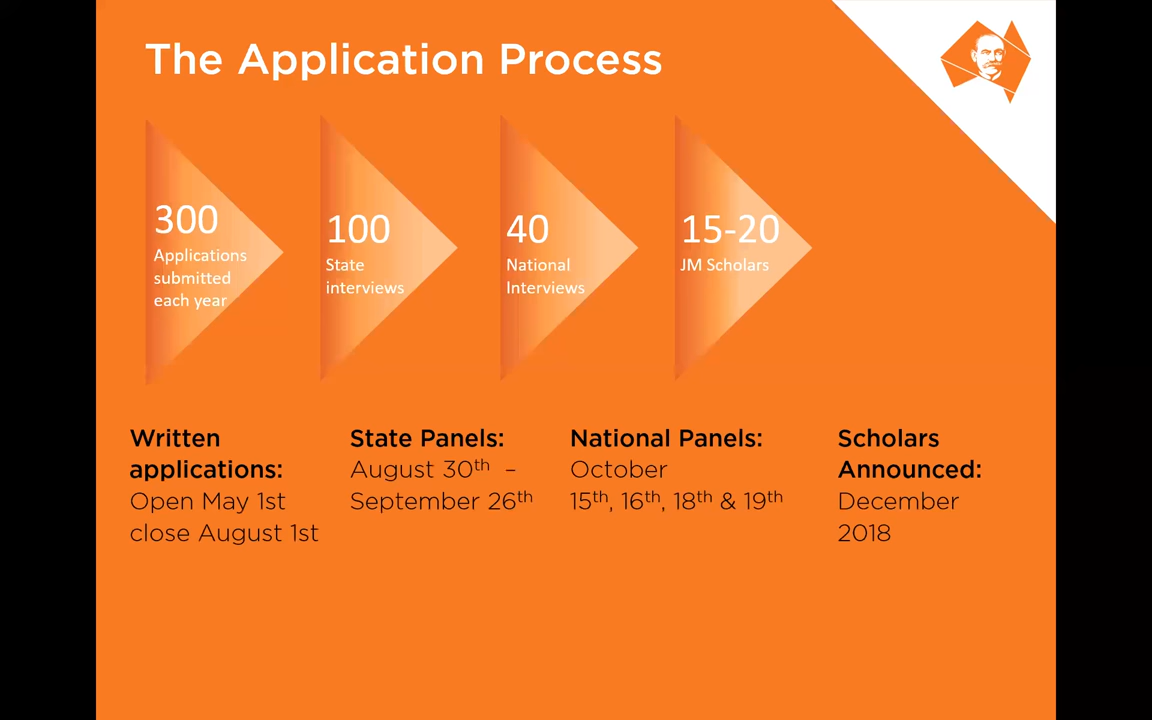 The Application Process
300
Applications
submitted
each year
100
State
interviews
40
National
Interviews
15-20
JM Scholars
Written
applications:
Open May 1st
close August 1st
State Panels:
August 30th –
September 26th
National Panels:
October
15th, 16th, 18th & 19th
Scholars
Announced:
December
2018